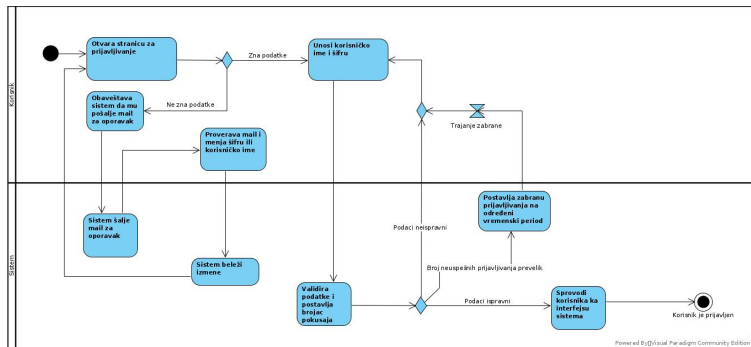 Korisnik
Otvara stranicu za
prijavljivanje
Zna podatke
Unosi korisničko
ime i šifru
Ne zna podatke
Obaveštava
sistem da mu
pošalje mail
za oporavak
Proverava mail i
menja šifru ili
korisničko ime
Trajanje zabrane
Sistem
Sistem šalje
mail za
oporavak
Sistem beleži
izmene
Podaci neispravni
Postavlja zabranu
prijavljivanja na
određeni
vremenski period
Broj neuspešnih prijavljivanja prevelik
Validira
podatke i
postavlja
brojac
pokusaja
Podaci ispravni
Sprovodi
korisnika ka
interfejsu
sistema
Korisnik je prijavljen
Powered By Visual Paradigm Community Edition